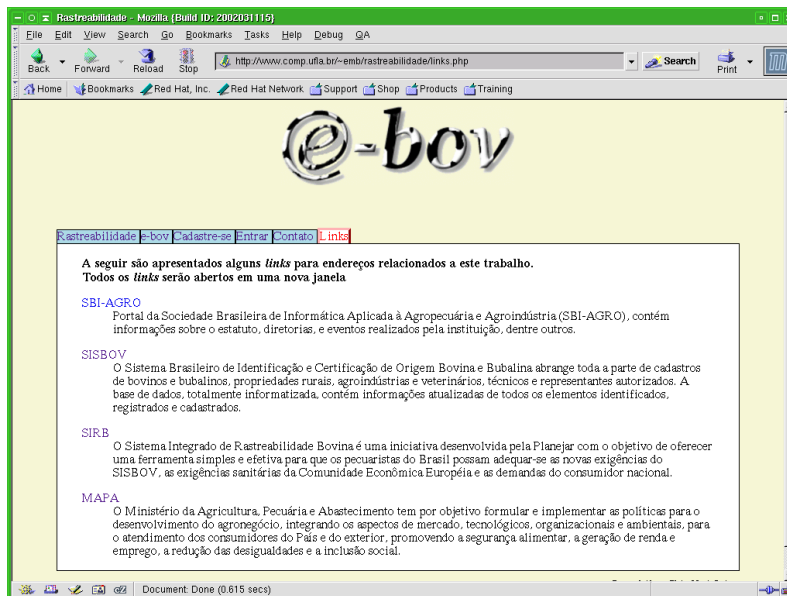 Rastreabilidade - Mozilla {Build ID: 2002031115}
File Edit View Search Go Bookmarks Tasks Help Debug QA
Back Forward Reload Stop http://www.comp.ufla.br/~emb/rastreabilidade/links.php Search Print
Home Bookmarks Red Hat, Inc. Red Hat Network Support Shop Products Training
e-bov
Rastreabilidade e-bov Cadastre-se Entrar Contato Links
A seguir são apresentados alguns links para endereços relacionados a este trabalho.
Todos os links serão abertos em uma nova janela
SBI-AGRO
Portal da Sociedade Brasileira de Informática Aplicada à Agropecuária e Agroindústria (SBI-AGRO), contém
informações sobre o estatuto, diretorias, e eventos realizados pela instituição, dentre outros.
SISBOV
O Sistema Brasileiro de Identificação e Certificação de Origem Bovina e Bubalina abrange toda a parte de cadastros
de bovinos e bubalinos, propriedades rurais, agroindústrias e veterinários, técnicos e representantes autorizados. A
base de dados, totalmente informatizada, contém informações atualizadas de todos os elementos identificados,
registrados e cadastrados.
SIRB
O Sistema Integrado de Rastreabilidade Bovina é uma iniciativa desenvolvida pela Planejar com o objetivo de oferecer
uma ferramenta simples e efetiva para que os pecuaristas do Brasil possam adequar-se as novas exigências do
SISBOV, as exigências sanitárias da Comunidade Econômica Européia e as demandas do consumidor nacional.
MAPA
O Ministério da Agricultura, Pecuária e Abastecimento tem por objetivo formular e implementar as políticas para o
desenvolvimento do agronegócio, integrando os aspectos de mercado, tecnológicos, organizacionais e ambientais, para
o atendimento dos consumidores do País e do exterior, promovendo a segurança alimentar, a geração de renda e
emprego, a redução das desigualdades e a inclusão social.
Document: Done (0.615 secs)